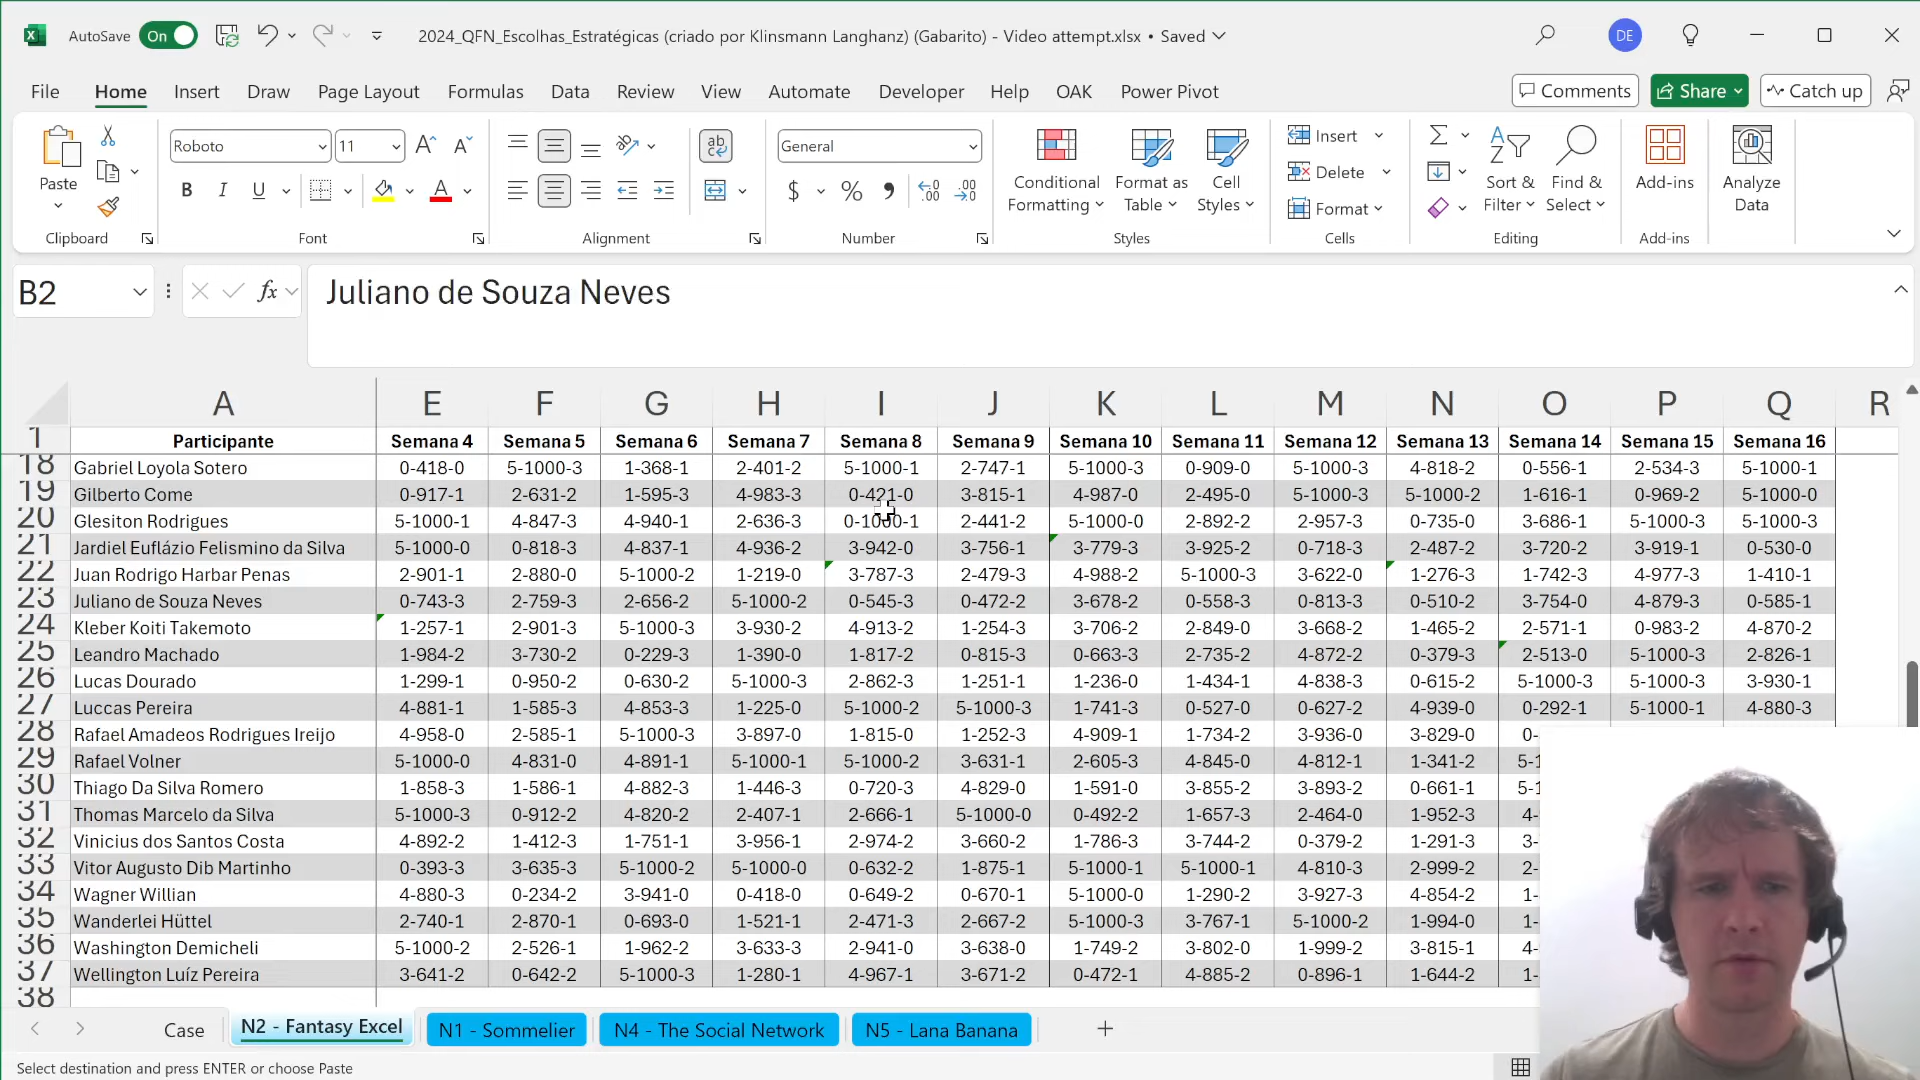 AutoSave On 2024_QFN_Escolhas_Estratégicas (criado por Klinsmann Langhanz) (Gabarito) - Video attempt.xlsx • Saved DE
File Home Insert Draw Page Layout Formulas Data Review View Automate Developer Help OAK Power Pivot Comments Share Catch up
Paste Roboto 11 General Conditional Formatting Format as Table Cell Styles Insert Delete Format Sort & Filter Find & Select Add-ins Analyze Data
Clipboard Font Alignment Number Styles Cells Editing Add-ins
B2 fx Juliano de Souza Neves
A E F G H I J K L M N O P Q R
1 Participante Semana 4 Semana 5 Semana 6 Semana 7 Semana 8 Semana 9 Semana 10 Semana 11 Semana 12 Semana 13 Semana 14 Semana 15 Semana 16
18 Gabriel Loyola Sotero 0-418-0 5-1000-3 1-368-1 2-401-2 5-1000-1 2-747-1 5-1000-3 0-909-0 5-1000-3 4-818-2 0-556-1 2-534-3 5-1000-1
19 Gilberto Come 0-917-1 2-631-2 1-595-3 4-983-3 0-421-0 3-815-1 4-987-0 2-495-0 5-1000-3 5-1000-2 1-616-1 0-969-2 5-1000-0
20 Glesiton Rodrigues 5-1000-1 4-847-3 4-940-1 2-636-3 0-1000-1 2-441-2 5-1000-0 2-892-2 2-957-3 0-735-0 3-686-1 5-1000-3 5-1000-3
21 Jardiel Euflázio Felismino da Silva 5-1000-0 0-818-3 4-837-1 4-936-2 3-942-0 3-756-1 3-779-3 3-925-2 0-718-3 2-487-2 3-720-2 3-919-1 0-530-0
22 Juan Rodrigo Harbar Penas 2-901-1 2-880-0 5-1000-2 1-219-0 3-787-3 2-479-3 4-988-2 5-1000-3 3-622-0 1-276-3 1-742-3 4-977-3 1-410-1
23 Juliano de Souza Neves 0-743-3 2-759-3 2-656-2 5-1000-2 0-545-3 0-472-2 3-678-2 0-558-3 0-813-3 0-510-2 3-754-0 4-879-3 0-585-1
24 Kleber Koiti Takemoto 1-257-1 2-901-3 5-1000-3 3-930-2 4-913-2 1-254-3 3-706-2 2-849-0 3-668-2 1-465-2 2-571-1 0-983-2 4-870-2
25 Leandro Machado 1-984-2 3-730-2 0-229-3 1-390-0 1-817-2 0-815-3 0-663-3 2-735-2 4-872-2 0-379-3 2-513-0 5-1000-3 2-826-1
26 Lucas Dourado 1-299-1 0-950-2 0-630-2 5-1000-3 2-862-3 1-251-1 1-236-0 1-434-1 4-838-3 0-615-2 5-1000-3 5-1000-3 3-930-1
27 Luccas Pereira 4-881-1 1-585-3 4-853-3 1-225-0 5-1000-2 5-1000-3 1-741-3 0-527-0 0-627-2 4-939-0 0-292-1 5-1000-1 4-880-3
28 Rafael Amadeos Rodrigues Ireijo 4-958-0 2-585-1 5-1000-3 3-897-0 1-815-0 1-252-3 4-909-1 1-734-2 3-936-0 3-829-0 0-
29 Rafael Volner 5-1000-0 4-831-0 4-891-1 5-1000-1 5-1000-2 3-631-1 2-605-3 4-845-0 4-812-1 1-341-2 5-1
30 Thiago Da Silva Romero 1-858-3 1-586-1 4-882-3 1-446-3 0-720-3 4-829-0 1-591-0 3-855-2 3-893-2 0-661-1 5-1
31 Thomas Marcelo da Silva 5-1000-3 0-912-2 4-820-2 2-407-1 2-666-1 5-1000-0 0-492-2 1-657-3 2-464-0 1-952-3 4-
32 Vinicius dos Santos Costa 4-892-2 1-412-3 1-751-1 3-956-1 2-974-2 3-660-2 1-786-3 3-744-2 0-379-2 1-291-3 3-
33 Vitor Augusto Dib Martinho 0-393-3 3-635-3 5-1000-2 5-1000-0 0-632-2 1-875-1 5-1000-1 5-1000-1 4-810-3 2-999-2 2-
34 Wagner Willian 4-880-3 0-234-2 3-941-0 0-418-0 0-649-2 0-670-1 5-1000-0 1-290-2 3-927-3 4-854-2 1-
35 Wanderlei Hüttel 2-740-1 2-870-1 0-693-0 1-521-1 2-471-3 2-667-2 5-1000-3 3-767-1 5-1000-2 1-994-0 1-
36 Washington Demicheli 5-1000-2 2-526-1 1-962-2 3-633-3 2-941-0 3-638-0 1-749-2 3-802-0 1-999-2 3-815-1 4-
37 Wellington Luíz Pereira 3-641-2 0-642-2 5-1000-3 1-280-1 4-967-1 3-671-2 0-472-1 4-885-2 0-896-1 1-644-2 1-
38
Case N2 - Fantasy Excel N1 - Sommelier N4 - The Social Network N5 - Lana Banana
Select destination and press ENTER or choose Paste